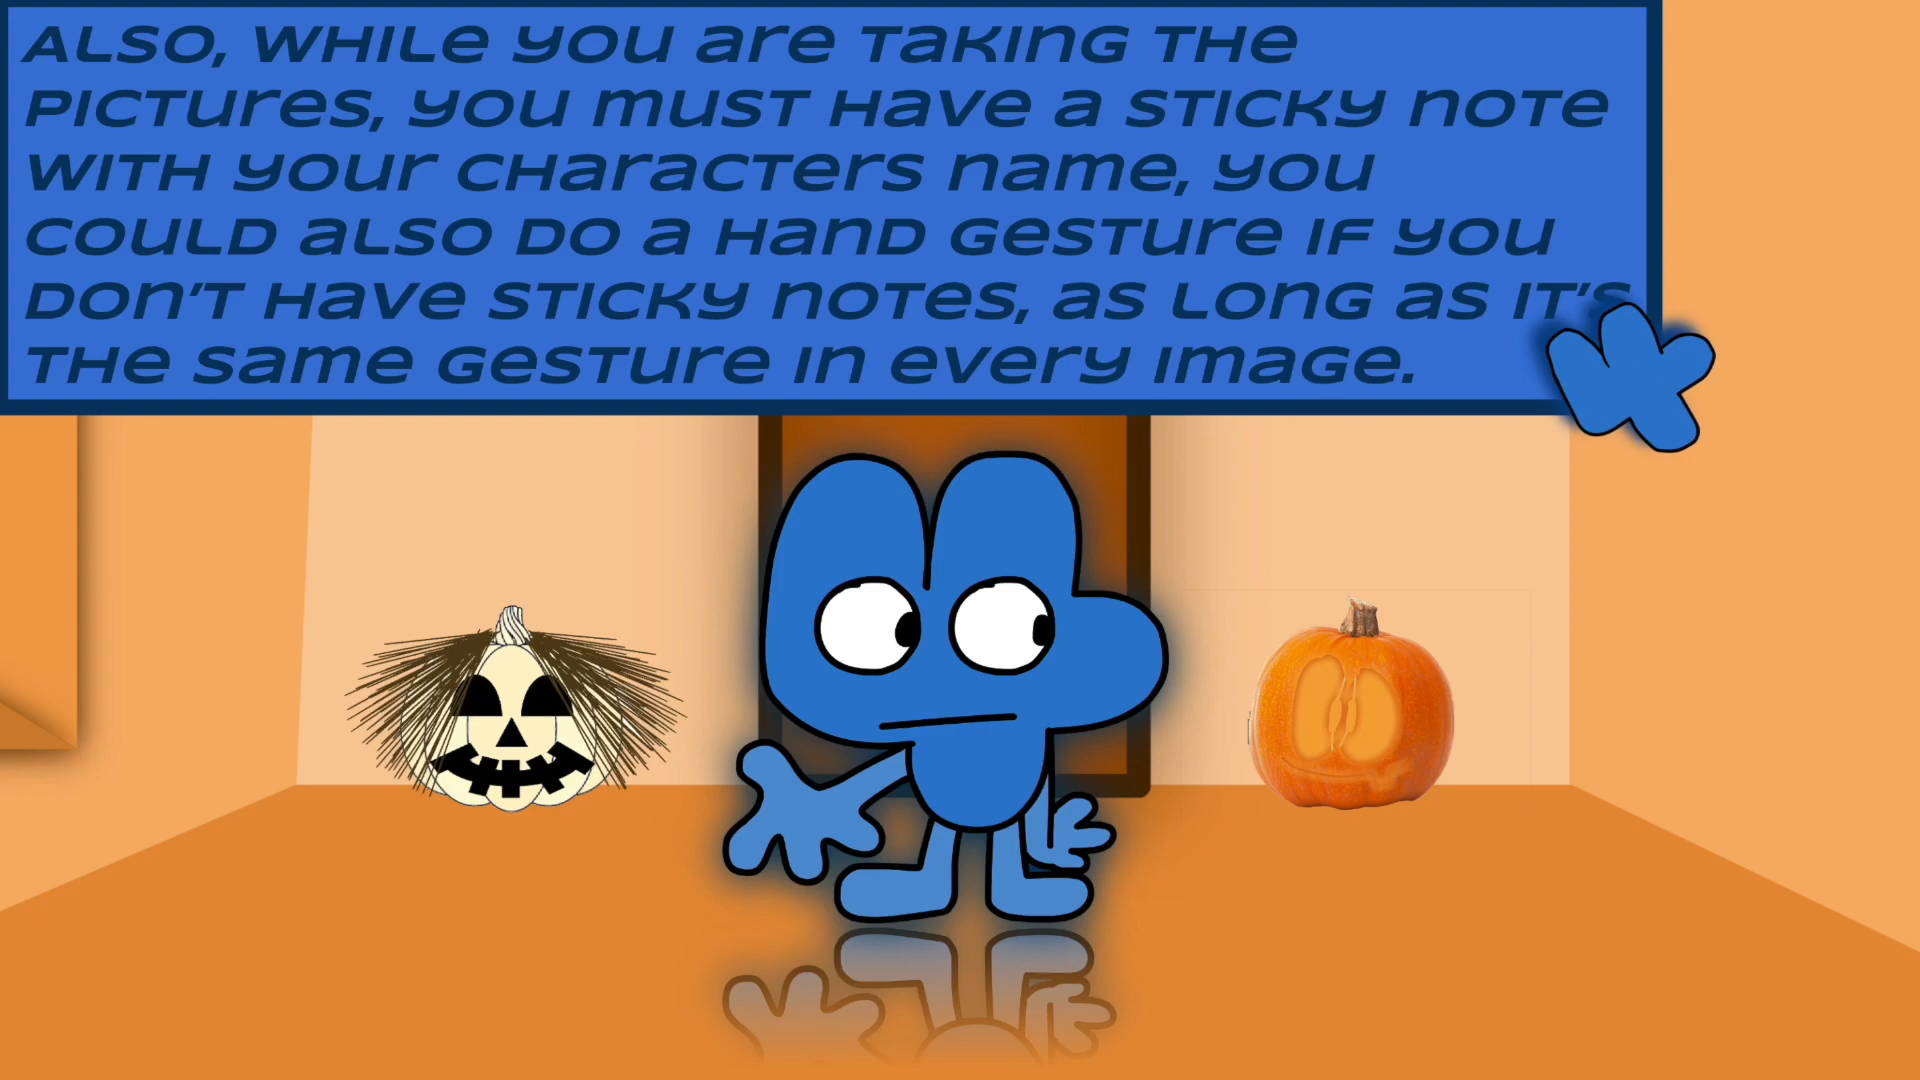 Also, while you are taking the
pictures, you must have a sticky note
with your characters name, you
could also do a hand gesture if you
don't have sticky notes, as long as it's
the same gesture in every image.